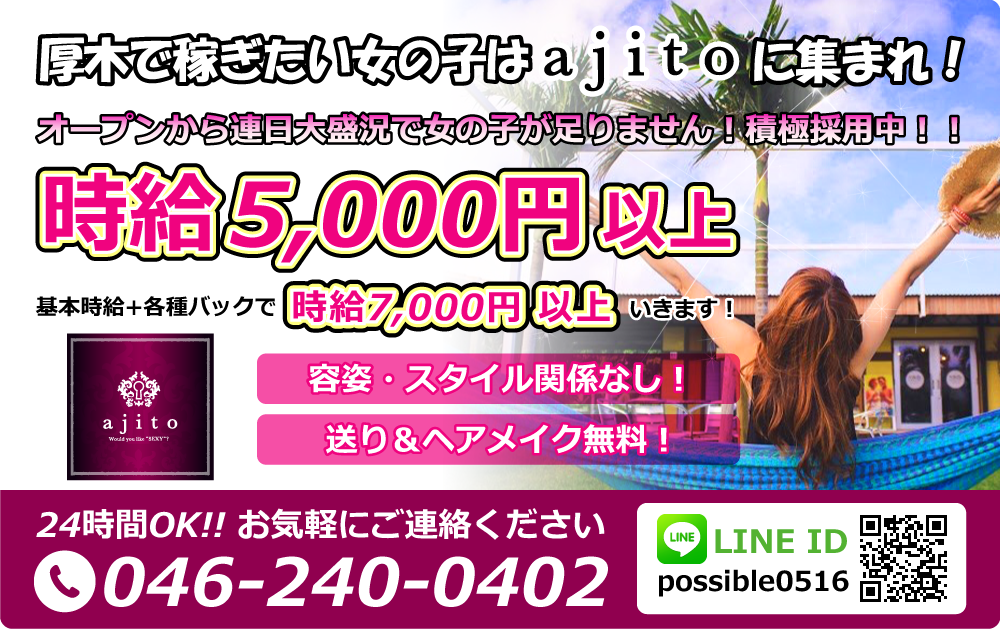 厚木で稼ぎたい女の子はajitoに集まれ！
オープンから連日大盛況で女の子が足りません！積極採用中！！
時給5,000円以上
基本時給+各種バックで 時給7,000円 以上 いきます！
容姿・スタイル関係なし！
送り＆ヘアメイク無料！
ajito
Would you like "SEXY"?
24時間OK!! お気軽にご連絡ください
046-240-0402
LINE
LINE ID
possible0516